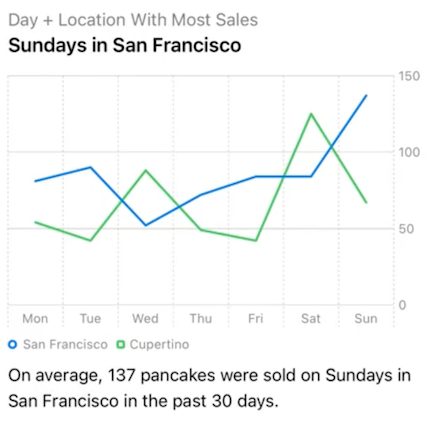 Day + Location With Most Sales
Sundays in San Francisco
150
100
50
0
Mon Tue Wed Thu Fri Sat Sun
San Francisco Cupertino
On average, 137 pancakes were sold on Sundays in
San Francisco in the past 30 days.